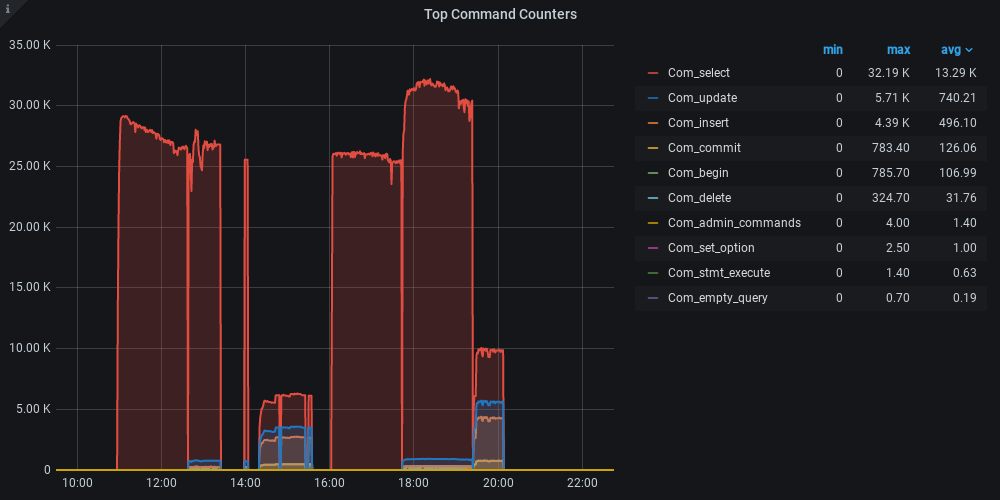 i
Top Command Counters
35.00 K
30.00 K
25.00 K
20.00 K
15.00 K
10.00 K
5.00 K
0
10:00 12:00 14:00 16:00 18:00 20:00 22:00
min max avg
Com_select 0 32.19 K 13.29 K
Com_update 0 5.71 K 740.21
Com_insert 0 4.39 K 496.10
Com_commit 0 783.40 126.06
Com_begin 0 785.70 106.99
Com_delete 0 324.70 31.76
Com_admin_commands 0 4.00 1.40
Com_set_option 0 2.50 1.00
Com_stmt_execute 0 1.40 0.63
Com_empty_query 0 0.70 0.19